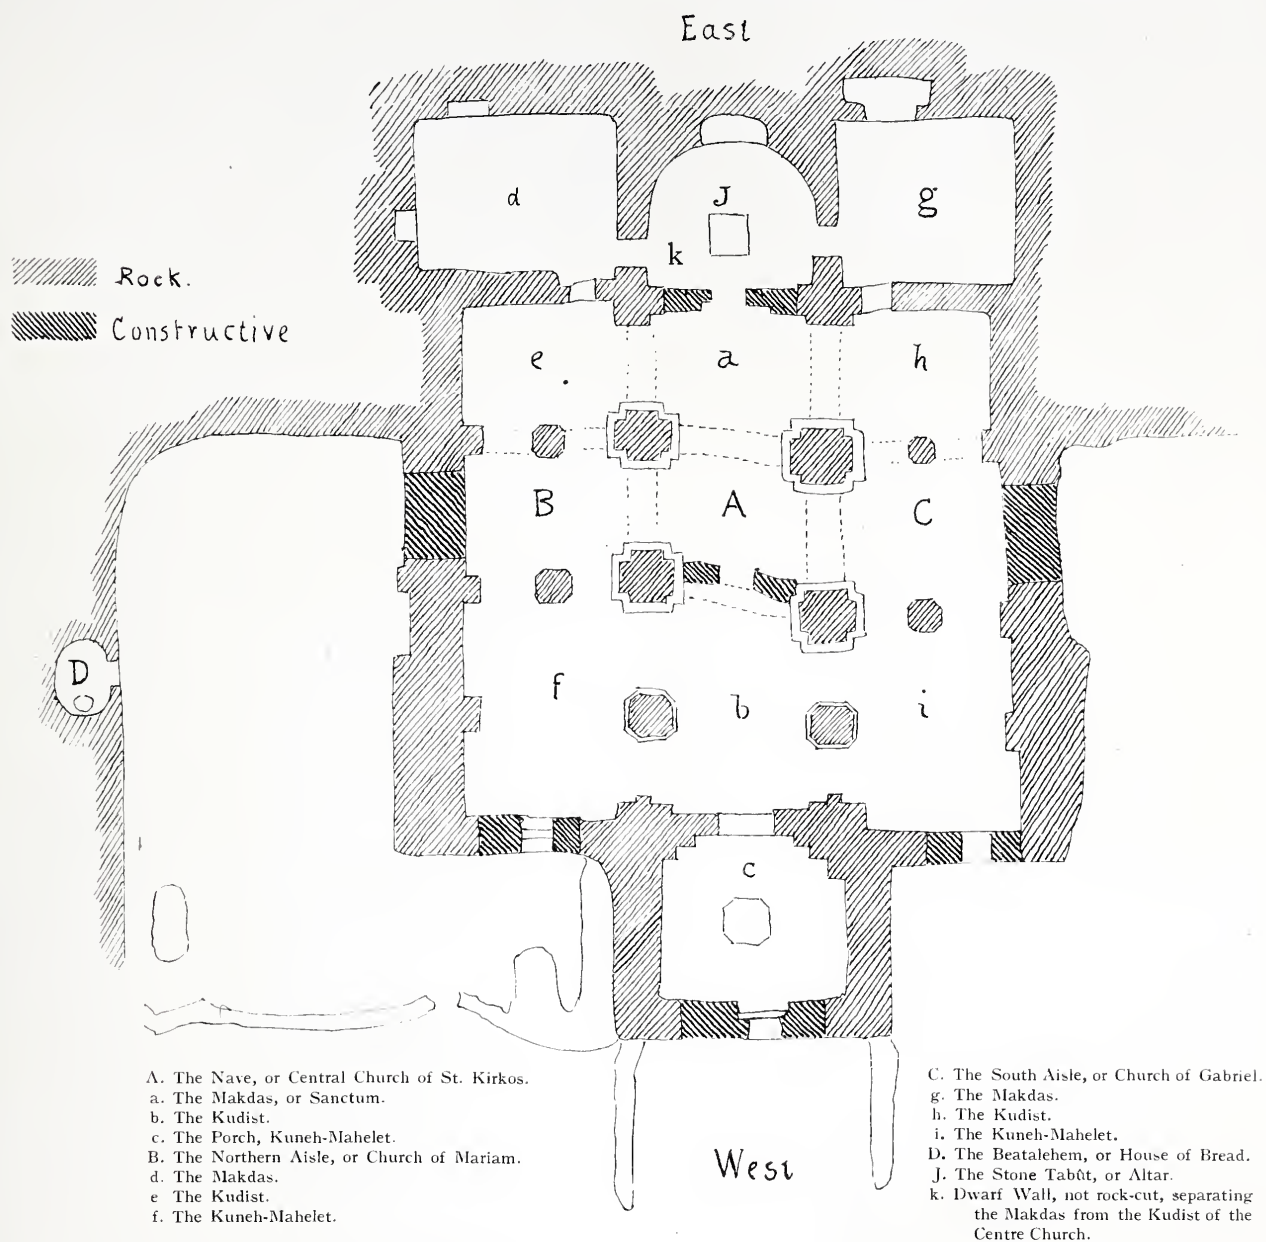 East
d
J
g
k
Rock.
Constructive
e
a
h
B
A
C
D
f
b
i
c
West
A. The Nave, or Central Church of St. Kirkos.
a. The Makdas, or Sanctum.
b. The Kudist.
c. The Porch, Kuneh-Mahelet.
B. The Northern Aisle, or Church of Mariam.
d. The Makdas.
e The Kudist.
f. The Kuneh-Mahelet.
C. The South Aisle, or Church of Gabriel.
g. The Makdas.
h. The Kudist.
i. The Kuneh-Mahelet.
D. The Beatalehem, or House of Bread.
J. The Stone Tabût, or Altar.
k. Dwarf Wall, not rock-cut, separating
the Makdas from the Kudist of the
Centre Church.